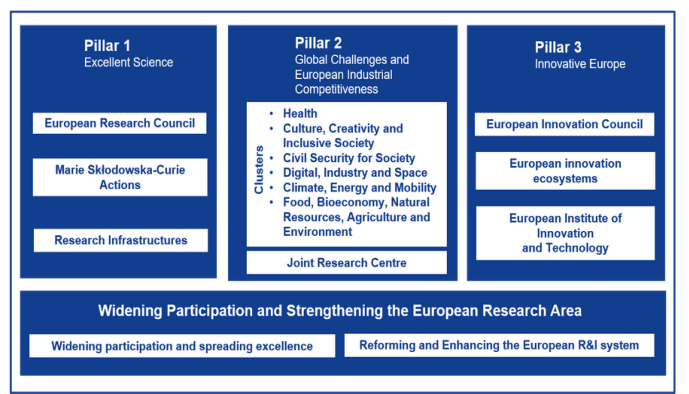 Pillar 1
Excellent Science
European Research Council
Marie Skłodowska-Curie
Actions
Research Infrastructures
Pillar 2
Global Challenges and
European Industrial
Competitiveness
Clusters
• Health
• Culture, Creativity and
Inclusive Society
• Civil Security for Society
• Digital, Industry and Space
• Climate, Energy and Mobility
• Food, Bioeconomy, Natural
Resources, Agriculture and
Environment
Joint Research Centre
Pillar 3
Innovative Europe
European Innovation Council
European innovation
ecosystems
European Institute of
Innovation
and Technology
Widening Participation and Strengthening the European Research Area
Widening participation and spreading excellence
Reforming and Enhancing the European R&I system